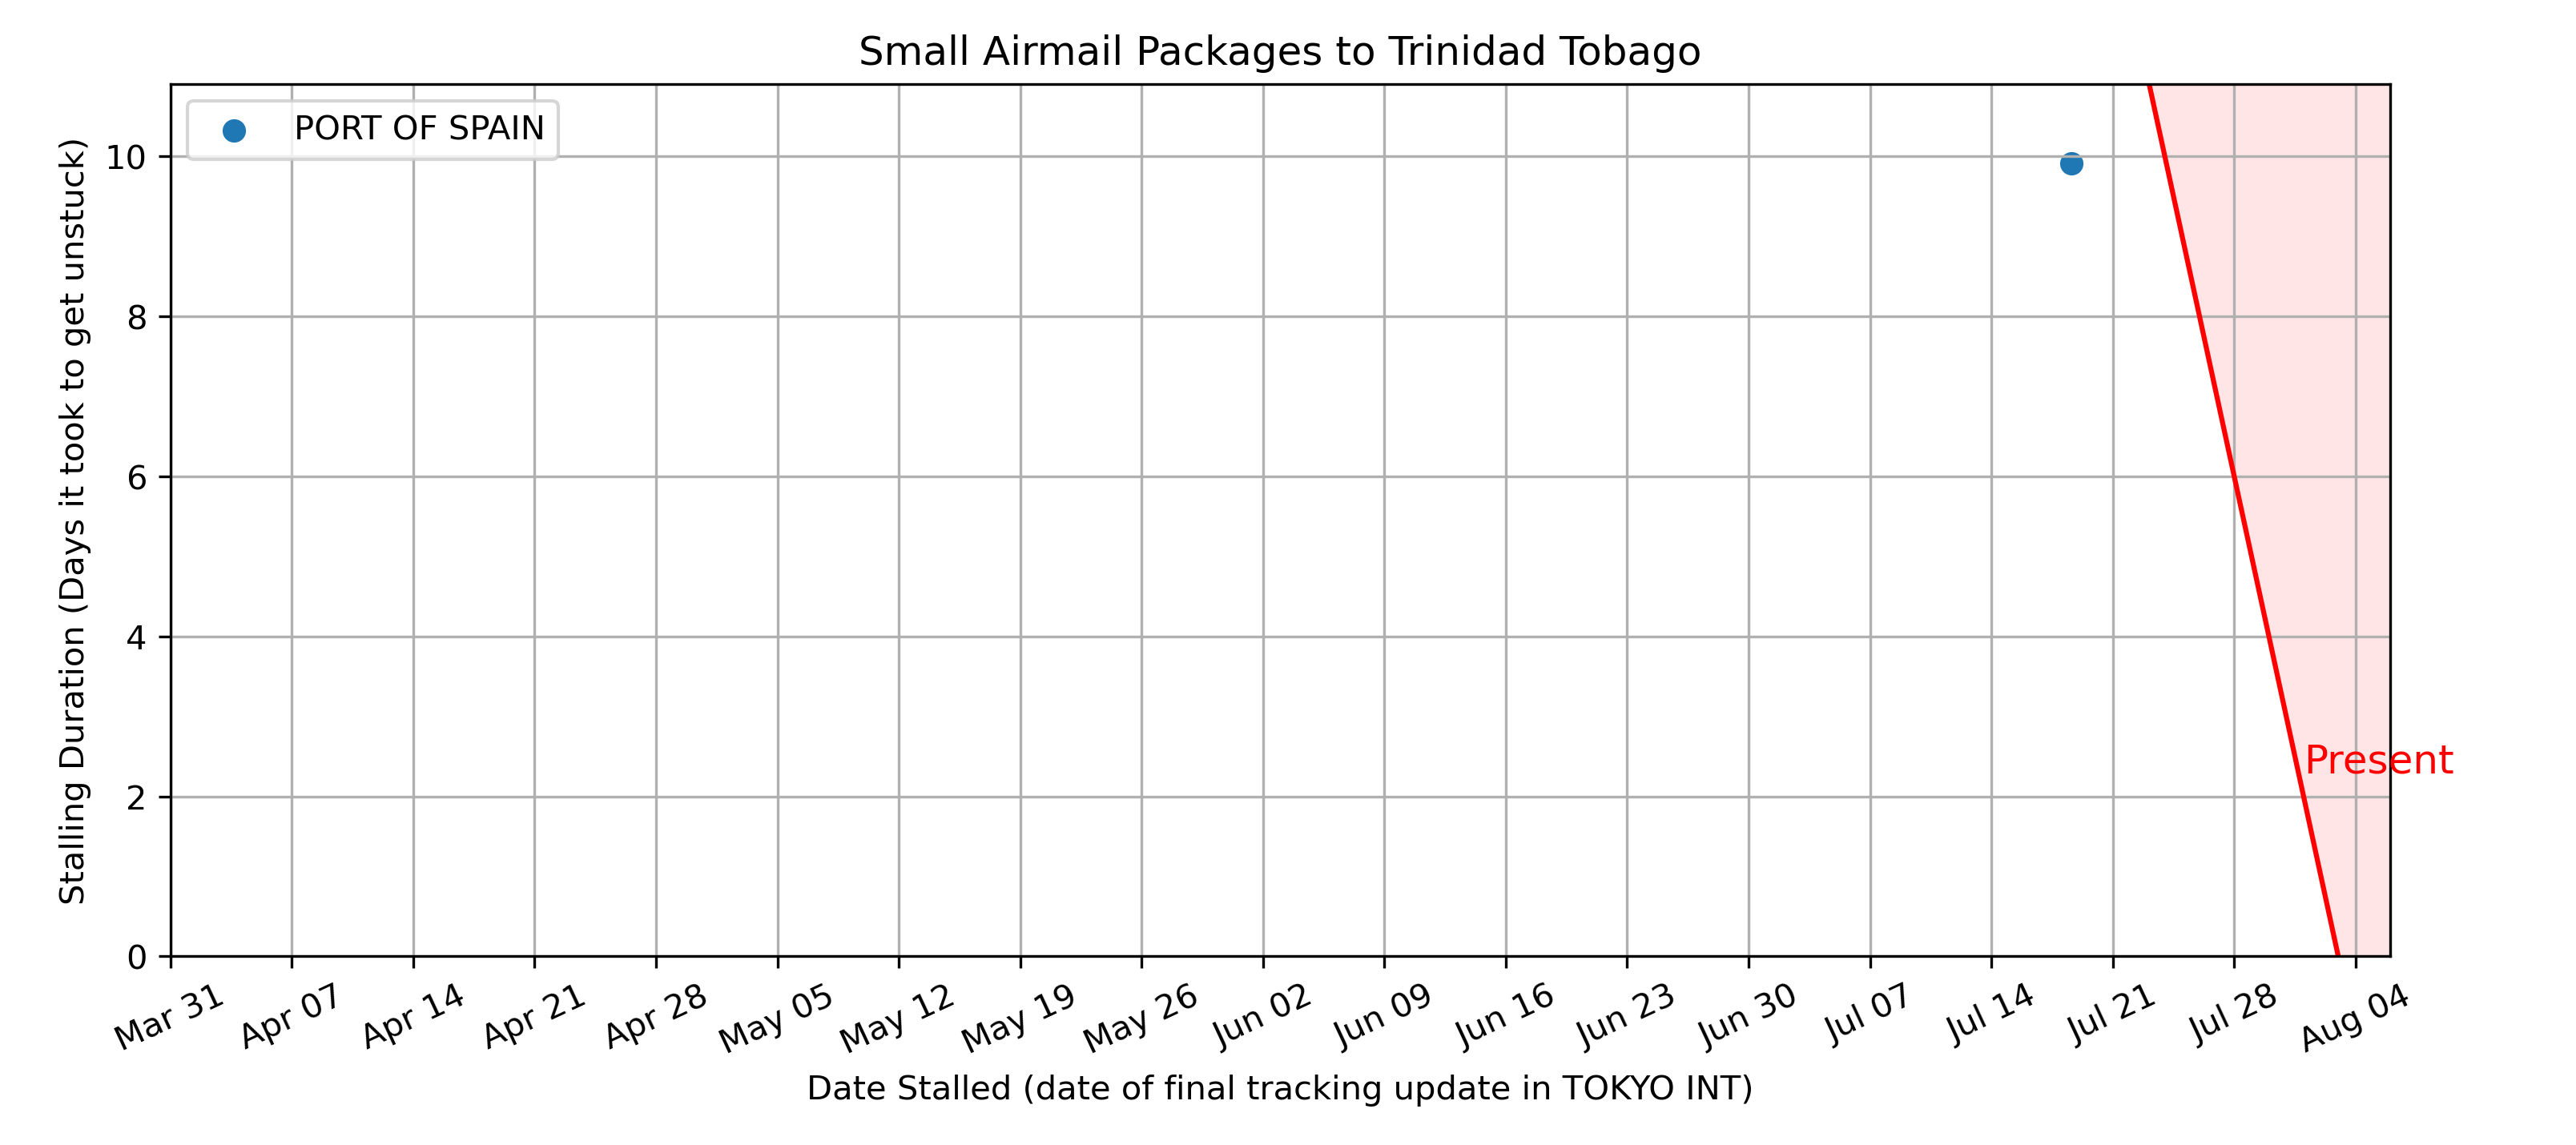 Small Airmail Packages to Trinidad Tobago
PORT OF SPAIN
Stalling Duration (Days it took to get unstuck)
10
8
6
4
2
0
Present
Mar 31
Apr 07
Apr 14
Apr 21
Apr 28
May 05
May 12
May 19
May 26
Jun 02
Jun 09
Jun 16
Jun 23
Jun 30
Jul 07
Jul 14
Jul 21
Jul 28
Aug 04
Date Stalled (date of final tracking update in TOKYO INT)